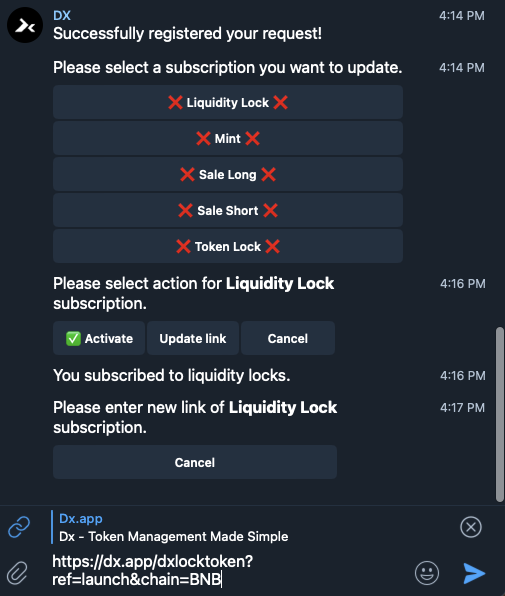 DX 4:14 PM
Successfully registered your request!
Please select a subscription you want to update. 4:14 PM
❌ Liquidity Lock ❌
❌ Mint ❌
❌ Sale Long ❌
❌ Sale Short ❌
❌ Token Lock ❌
Please select action for Liquidity Lock 4:16 PM
subscription.
✅ Activate Update link Cancel
You subscribed to liquidity locks. 4:16 PM
Please enter new link of Liquidity Lock 4:17 PM
subscription.
Cancel
Dx.app
Dx - Token Management Made Simple
https://dx.app/dxlocktoken?
ref=launch&chain=BNB